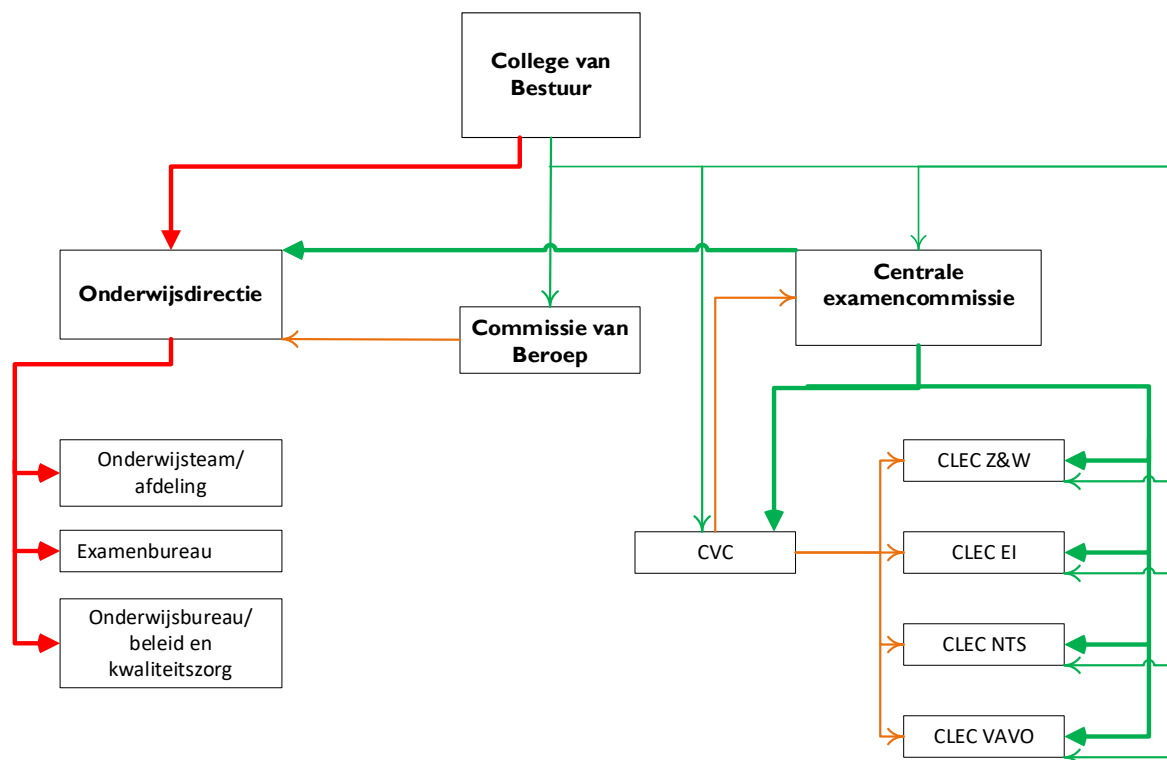 College van
Bestuur
Onderwijsdirectie
Centrale
examencommissie
Commissie van
Beroep
Onderwijsteam/
afdeling
Examenbureau
Onderwijsbureau/
beleid en
kwaliteitszorg
CVC
CLEC Z&W
CLEC EI
CLEC NTS
CLEC VAVO